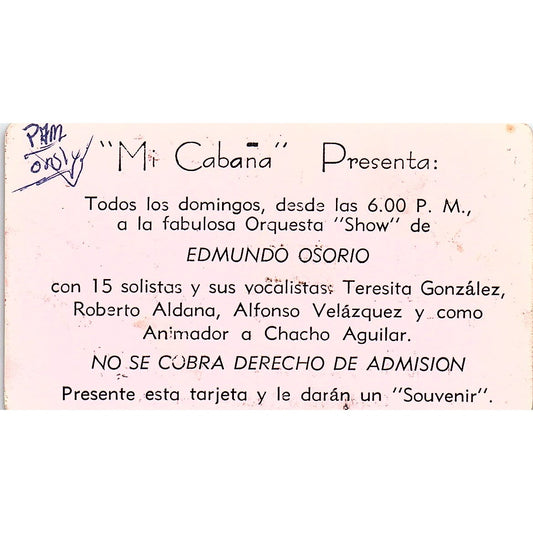 PAM
only
"Mi Cabaña" Presenta:
Todos los domingos, desde las 6.00 P. M.,
a la fabulosa Orquesta "Show" de
EDMUNDO OSORIO
con 15 solistas y sus vocalistas: Teresita González,
Roberto Aldana, Alfonso Velázquez y como
Animador a Chacho Aguilar.
NO SE COBRA DERECHO DE ADMISION
Presente esta tarjeta y le darán un "Souvenir".